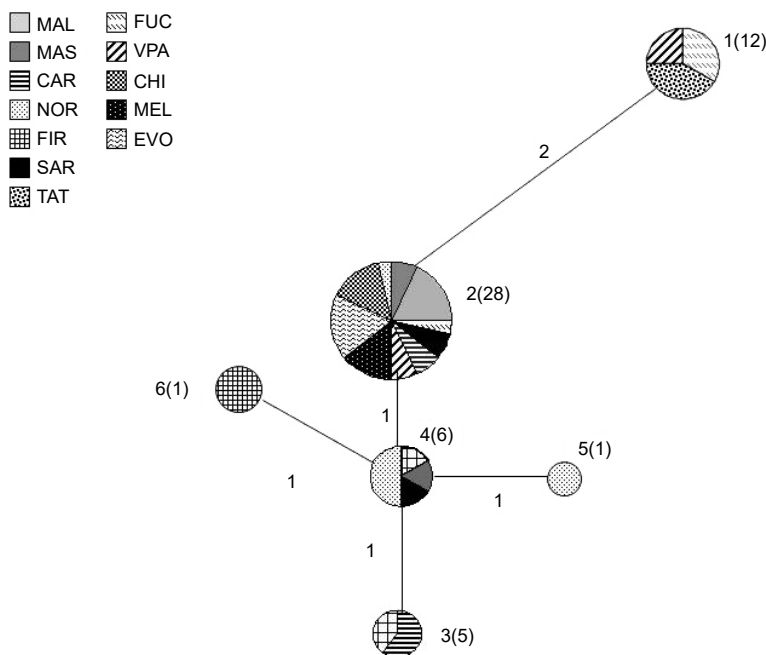 MAL
MAS
CAR
NOR
FIR
SAR
TAT
FUC
VPA
CHI
MEL
EVO
1(12)
2
2(28)
6(1)
1
4(6)
5(1)
1
1
1
3(5)